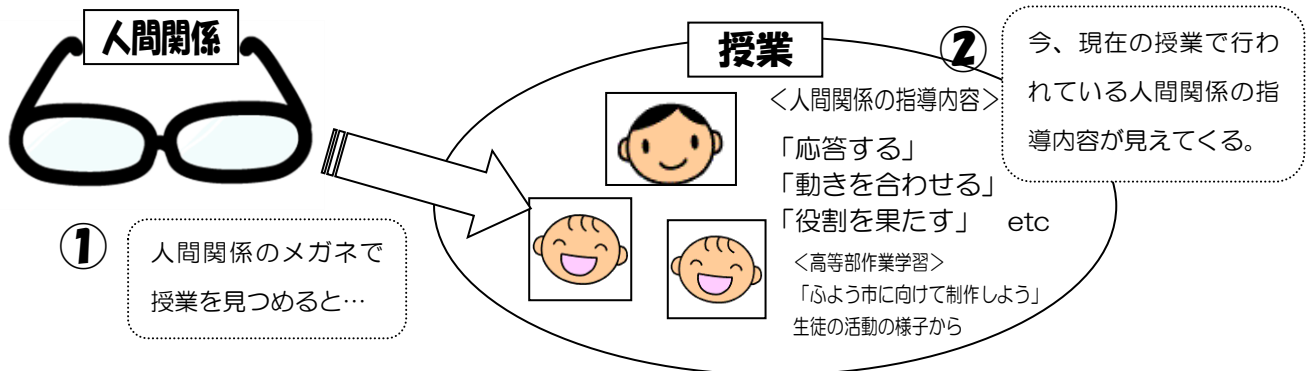 人間関係
①
人間関係のメガネで
授業を見つめると…
授業
②
今、現在の授業で行わ
れている人間関係の指
導内容が見えてくる。
＜人間関係の指導内容＞
「応答する」
「動きを合わせる」
「役割を果たす」　etc
＜高等部作業学習＞
「ふよう市に向けて制作しよう」
生徒の活動の様子から